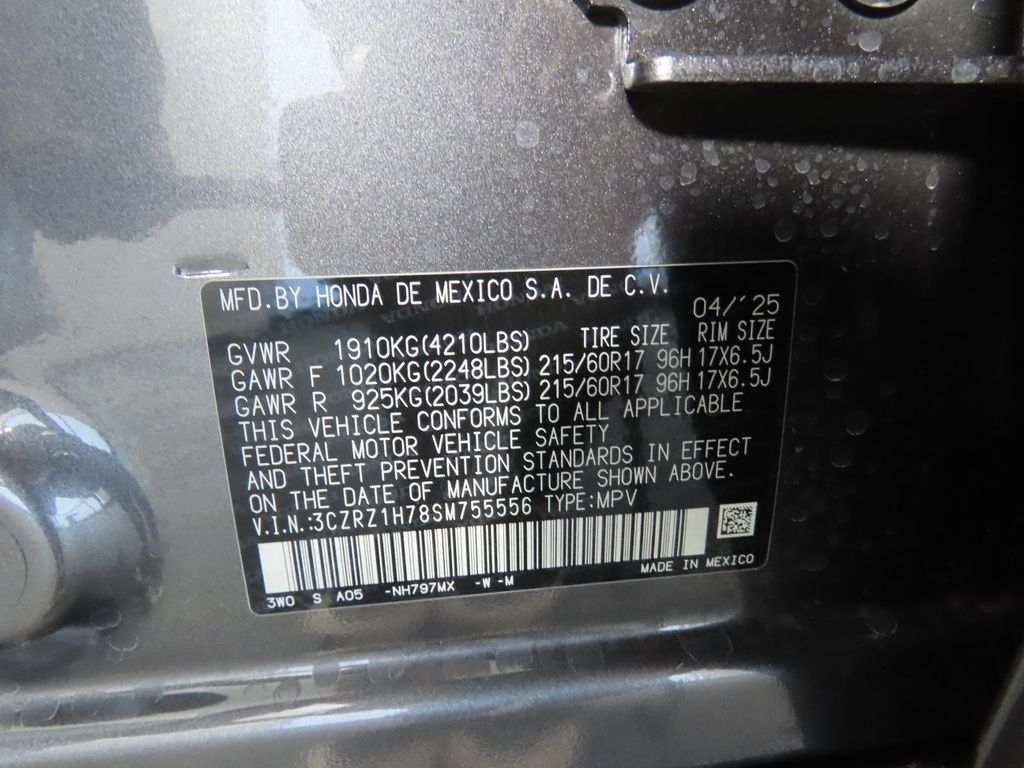 MFD.BY HONDA DE MEXICO S.A. DE C.V. 04/'25
GVWR 1910KG(4210LBS) TIRE SIZE RIM SIZE
GAWR F 1020KG(2248LBS) 215/60R17 96H 17X6.5J
GAWR R 925KG(2039LBS) 215/60R17 96H 17X6.5J
THIS VEHICLE CONFORMS TO ALL APPLICABLE
FEDERAL MOTOR VEHICLE SAFETY
AND THEFT PREVENTION STANDARDS IN EFFECT
ON THE DATE OF MANUFACTURE SHOWN ABOVE.
V.I.N.:3CZRZ1H78SM755556 TYPE:MPV
MADE IN MEXICO
3W0 S A05 -NH797MX -W -M